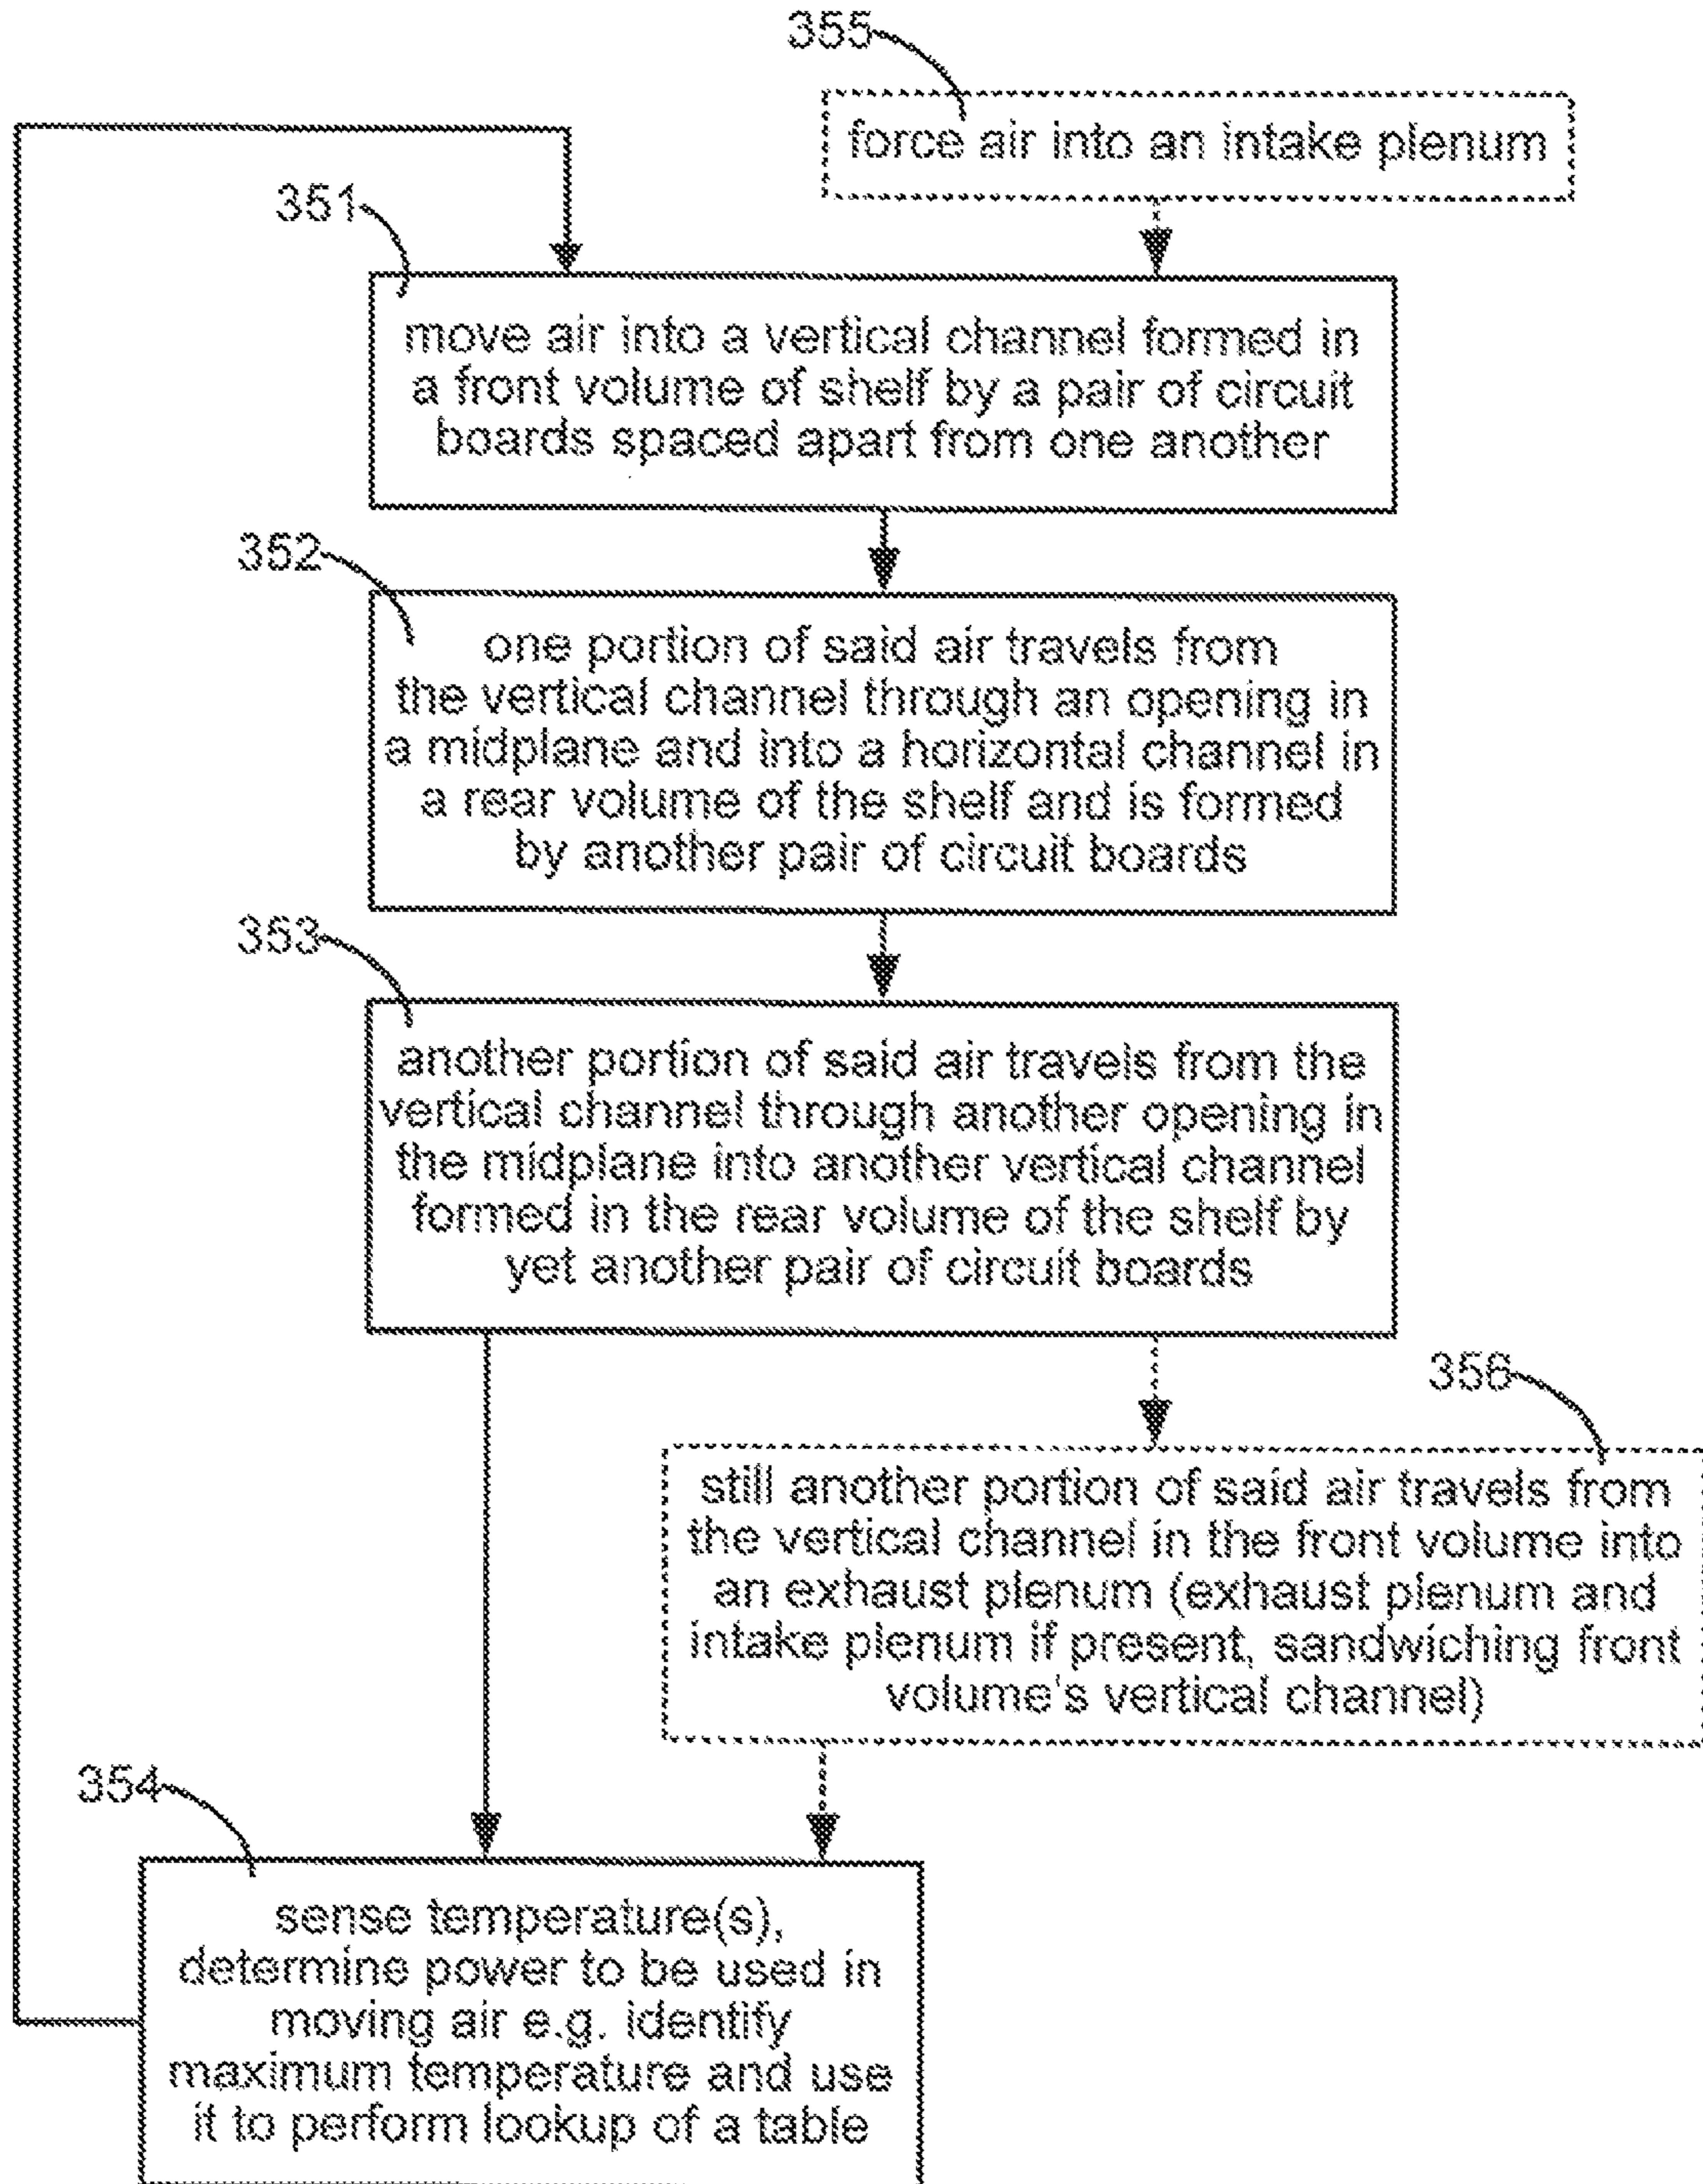 355
force air into an intake plenum
351
move air into a vertical channel formed in
a front volume of shelf by a pair of circuit
boards spaced apart from one another
352
one portion of said air travels from
the vertical channel through an opening in
a midplane and into a horizontal channel in
a rear volume of the shelf and is formed
by another pair of circuit boards
353
another portion of said air travels from the
vertical channel through another opening in
the midplane into another vertical channel
formed in the rear volume of the shelf by
yet another pair of circuit boards
356
still another portion of said air travels from
the vertical channel in the front volume into
an exhaust plenum (exhaust plenum and
intake plenum if present, sandwiching front
volume's vertical channel)
354
sense temperature(s),
determine power to be used in
moving air e.g. identify
maximum temperature and use
it to perform lookup of a table